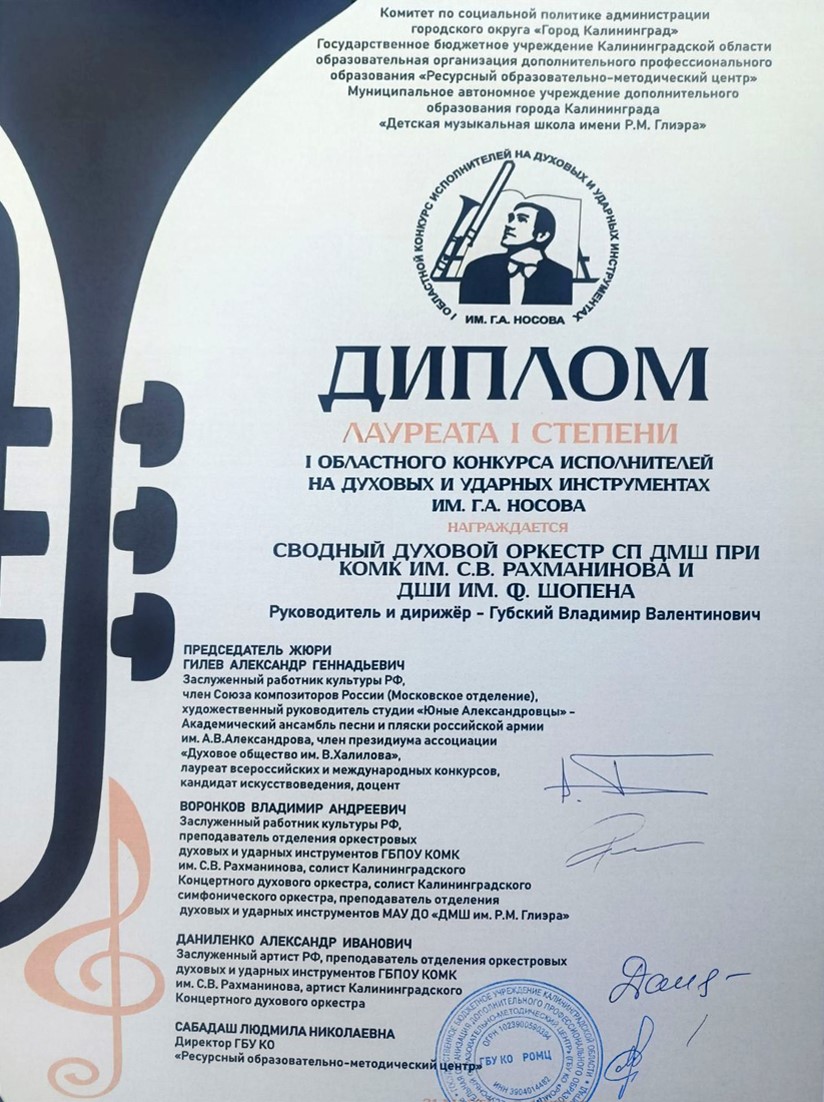 Комитет по социальной политике администрации
городского округа «Город Калининград»
Государственное бюджетное учреждение Калининградской области
образовательная организация дополнительного профессионального
образования «Ресурсный образовательно-методический центр»
Муниципальное автономное учреждение дополнительного
образования города Калининграда
«Детская музыкальная школа имени Р.М. Глиэра»
I ОБЛАСТНОЙ КОНКУРС ИСПОЛНИТЕЛЕЙ НА ДУХОВЫХ И УДАРНЫХ ИНСТРУМЕНТАХ
ИМ. Г.А. НОСОВА
ДИПЛОМ
ЛАУРЕАТА I СТЕПЕНИ
I ОБЛАСТНОГО КОНКУРСА ИСПОЛНИТЕЛЕЙ
НА ДУХОВЫХ И УДАРНЫХ ИНСТРУМЕНТАХ
ИМ. Г.А. НОСОВА
НАГРАЖДАЕТСЯ
СВОДНЫЙ ДУХОВОЙ ОРКЕСТР СП ДМШ ПРИ
КОМК ИМ. С.В. РАХМАНИНОВА И
ДШИ ИМ. Ф. ШОПЕНА
Руководитель и дирижёр – Губский Владимир Валентинович
ПРЕДСЕДАТЕЛЬ ЖЮРИ
ГИЛЕВ АЛЕКСАНДР ГЕННАДЬЕВИЧ
Заслуженный работник культуры РФ,
член Союза композиторов России (Московское отделение),
художественный руководитель студии «Юные Александровцы» –
Академический ансамбль песни и пляски российской армии
им. А.В.Александрова, член президиума ассоциации
«Духовое общество им. В.Халилова»,
лауреат всероссийских и международных конкурсов,
кандидат искусствоведения, доцент
ВОРОНКОВ ВЛАДИМИР АНДРЕЕВИЧ
Заслуженный работник культуры РФ,
преподаватель отделения оркестровых
духовых и ударных инструментов ГБПОУ КОМК
им. С.В. Рахманинова, солист Калининградского
Концертного духового оркестра, солист Калининградского
симфонического оркестра, преподаватель отделения
духовых и ударных инструментов МАУ ДО «ДМШ им. Р.М. Глиэра»
ДАНИЛЕНКО АЛЕКСАНДР ИВАНОВИЧ
Заслуженный артист РФ, преподаватель отделения оркестровых
духовых и ударных инструментов ГБПОУ КОМК
им. С.В. Рахманинова, артист Калининградского
Концертного духового оркестра
САБАДАШ ЛЮДМИЛА НИКОЛАЕВНА
Директор ГБУ КО
«Ресурсный образовательно-методический центр»
ГБУ КО РОМЦ